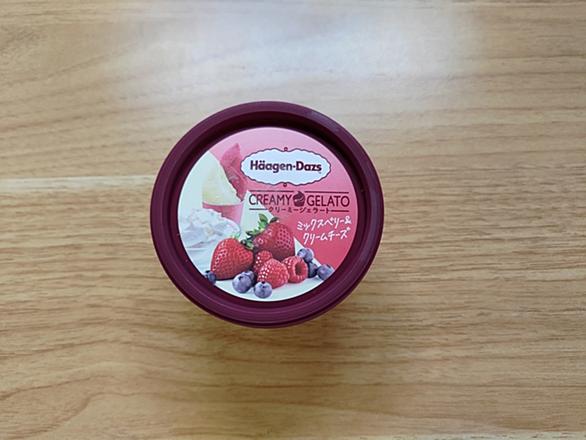 Häagen-Dazs
CREAMY GELATO
クリーミージェラート
ミックスベリー&
クリームチーズ